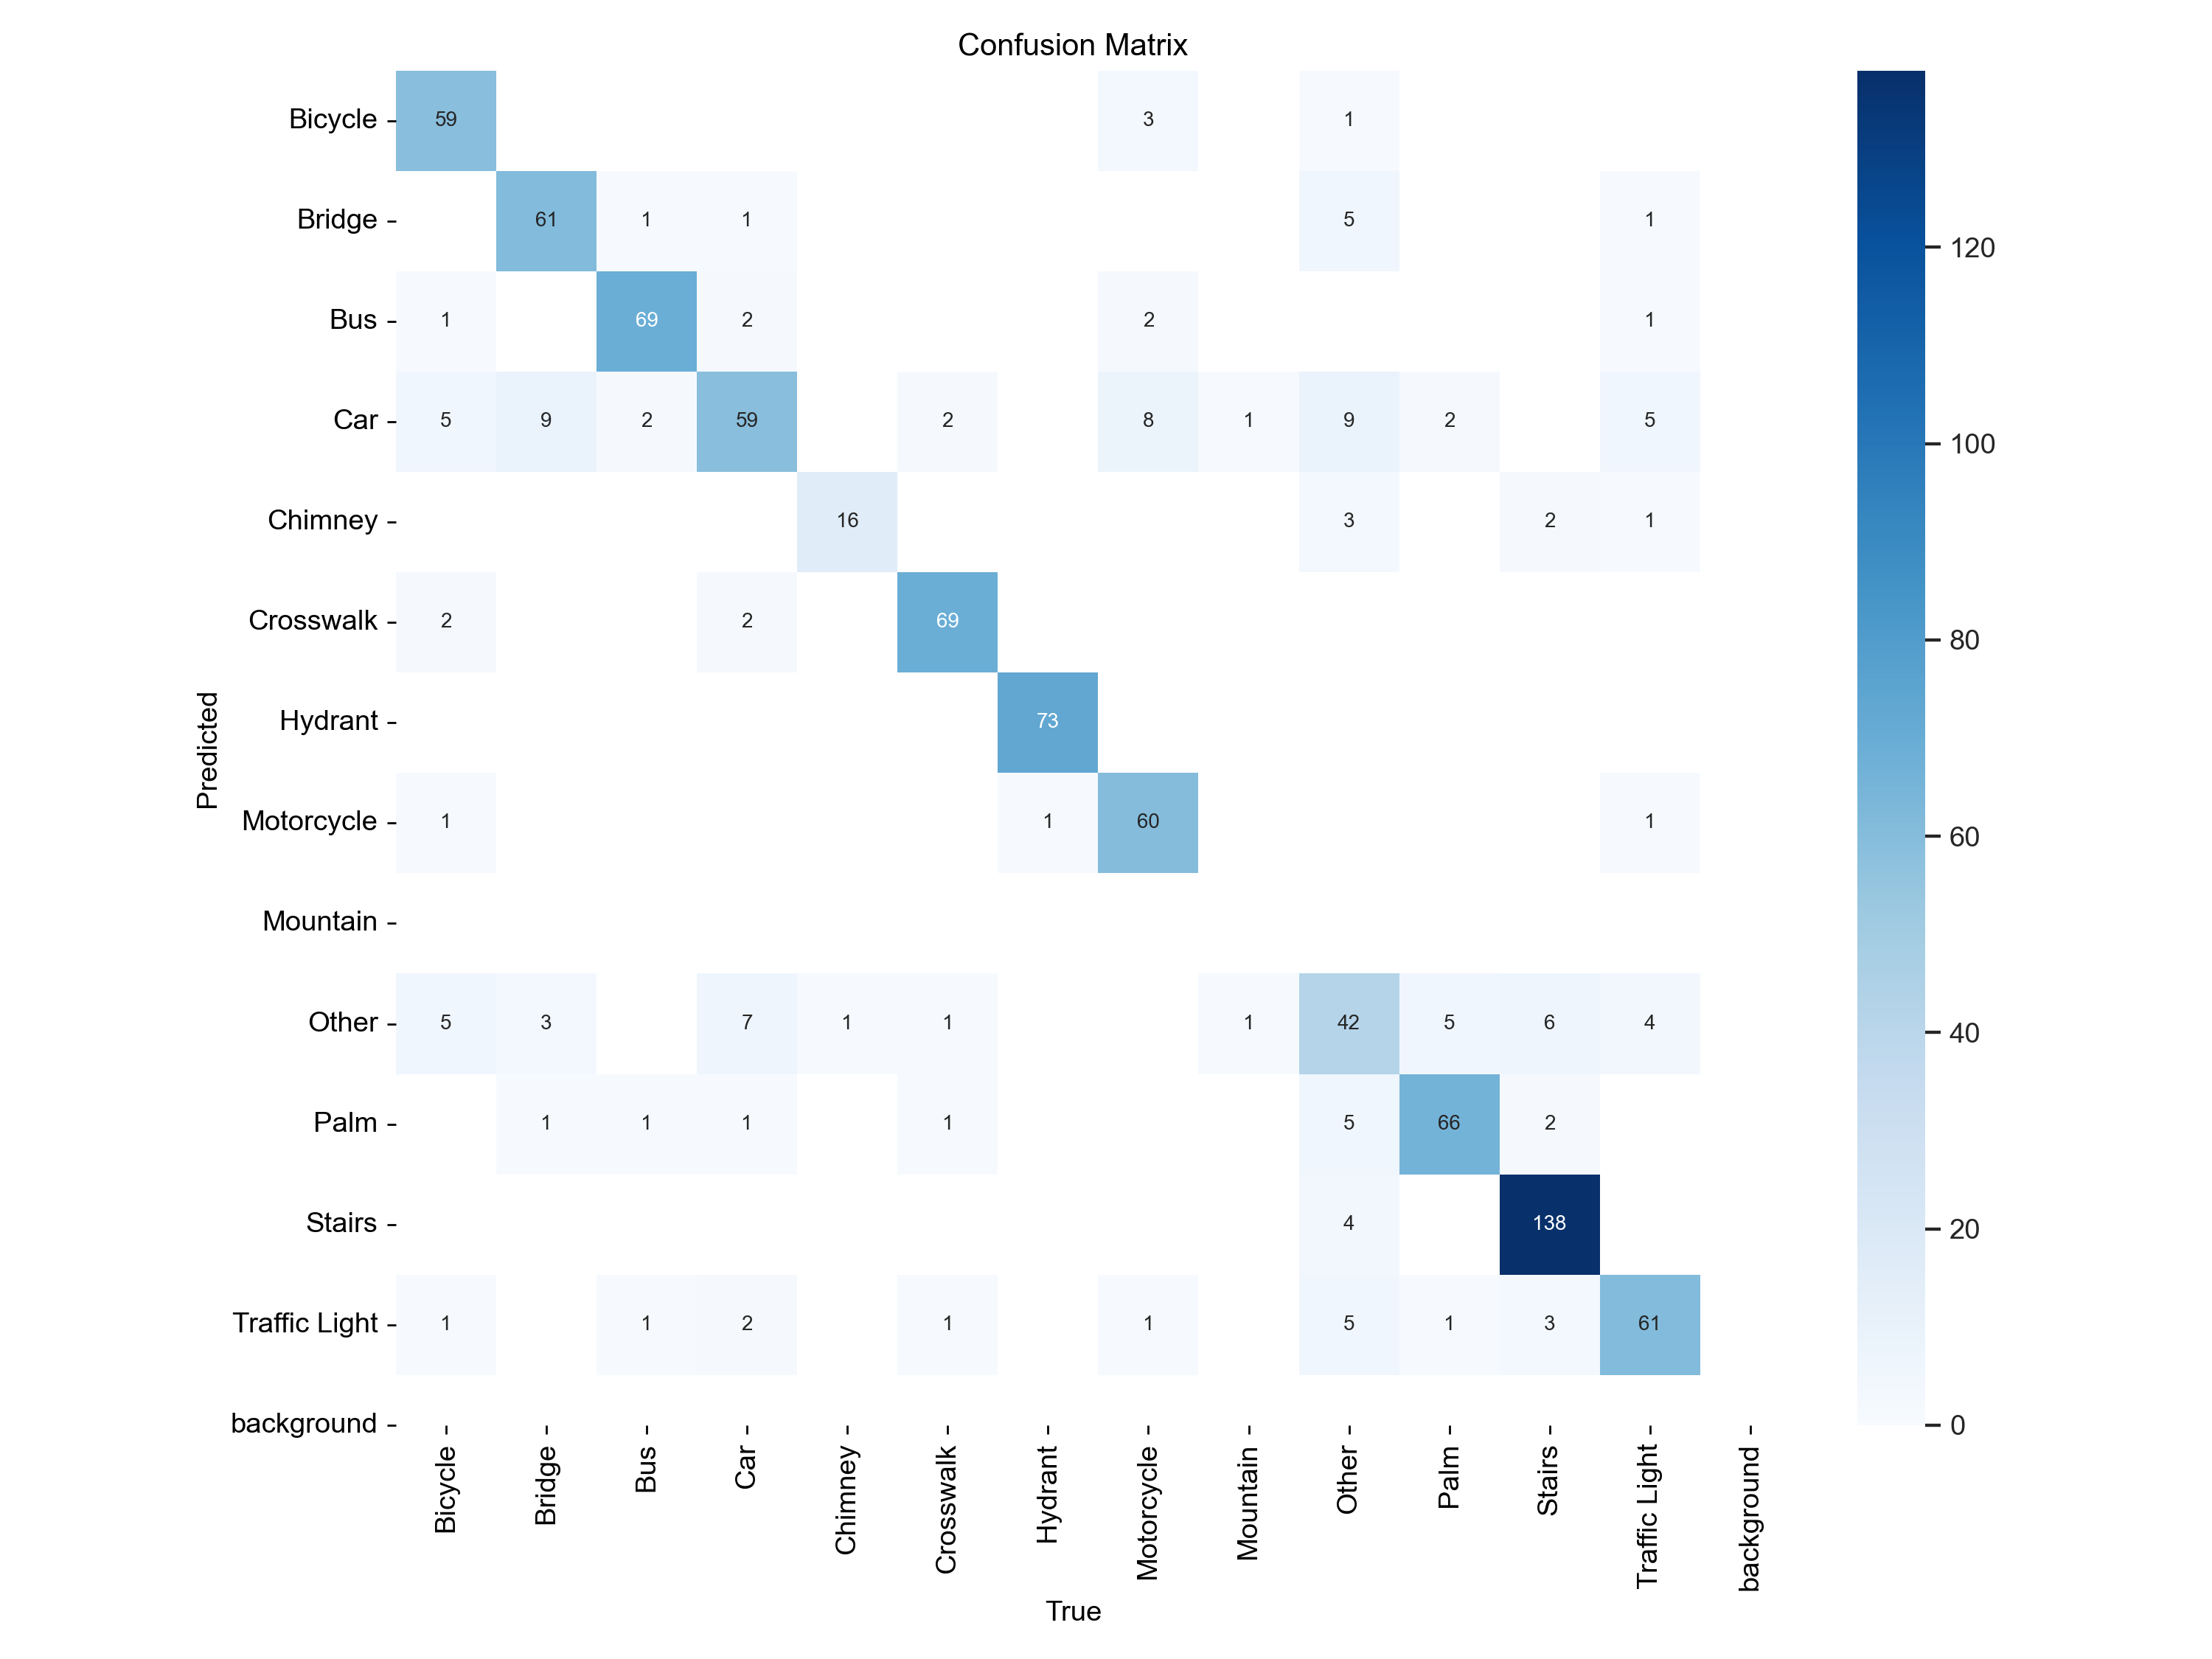 Confusion Matrix
Bicycle 59 3 1
Bridge 61 1 1 5 1
Bus 1 69 2 2 1
Car 5 9 2 59 2 8 1 9 2 5
Chimney 16 3 2 1
Crosswalk 2 2 69
Hydrant 73
Motorcycle 1 1 60 1
Mountain
Other 5 3 7 1 1 1 42 5 6 4
Palm 1 1 1 1 5 66 2
Stairs 4 138
Traffic Light 1 1 2 1 1 5 1 3 61
background
Predicted
Bicycle Bridge Bus Car Chimney Crosswalk Hydrant Motorcycle Mountain Other Palm Stairs Traffic Light background
True
120
100
80
60
40
20
0